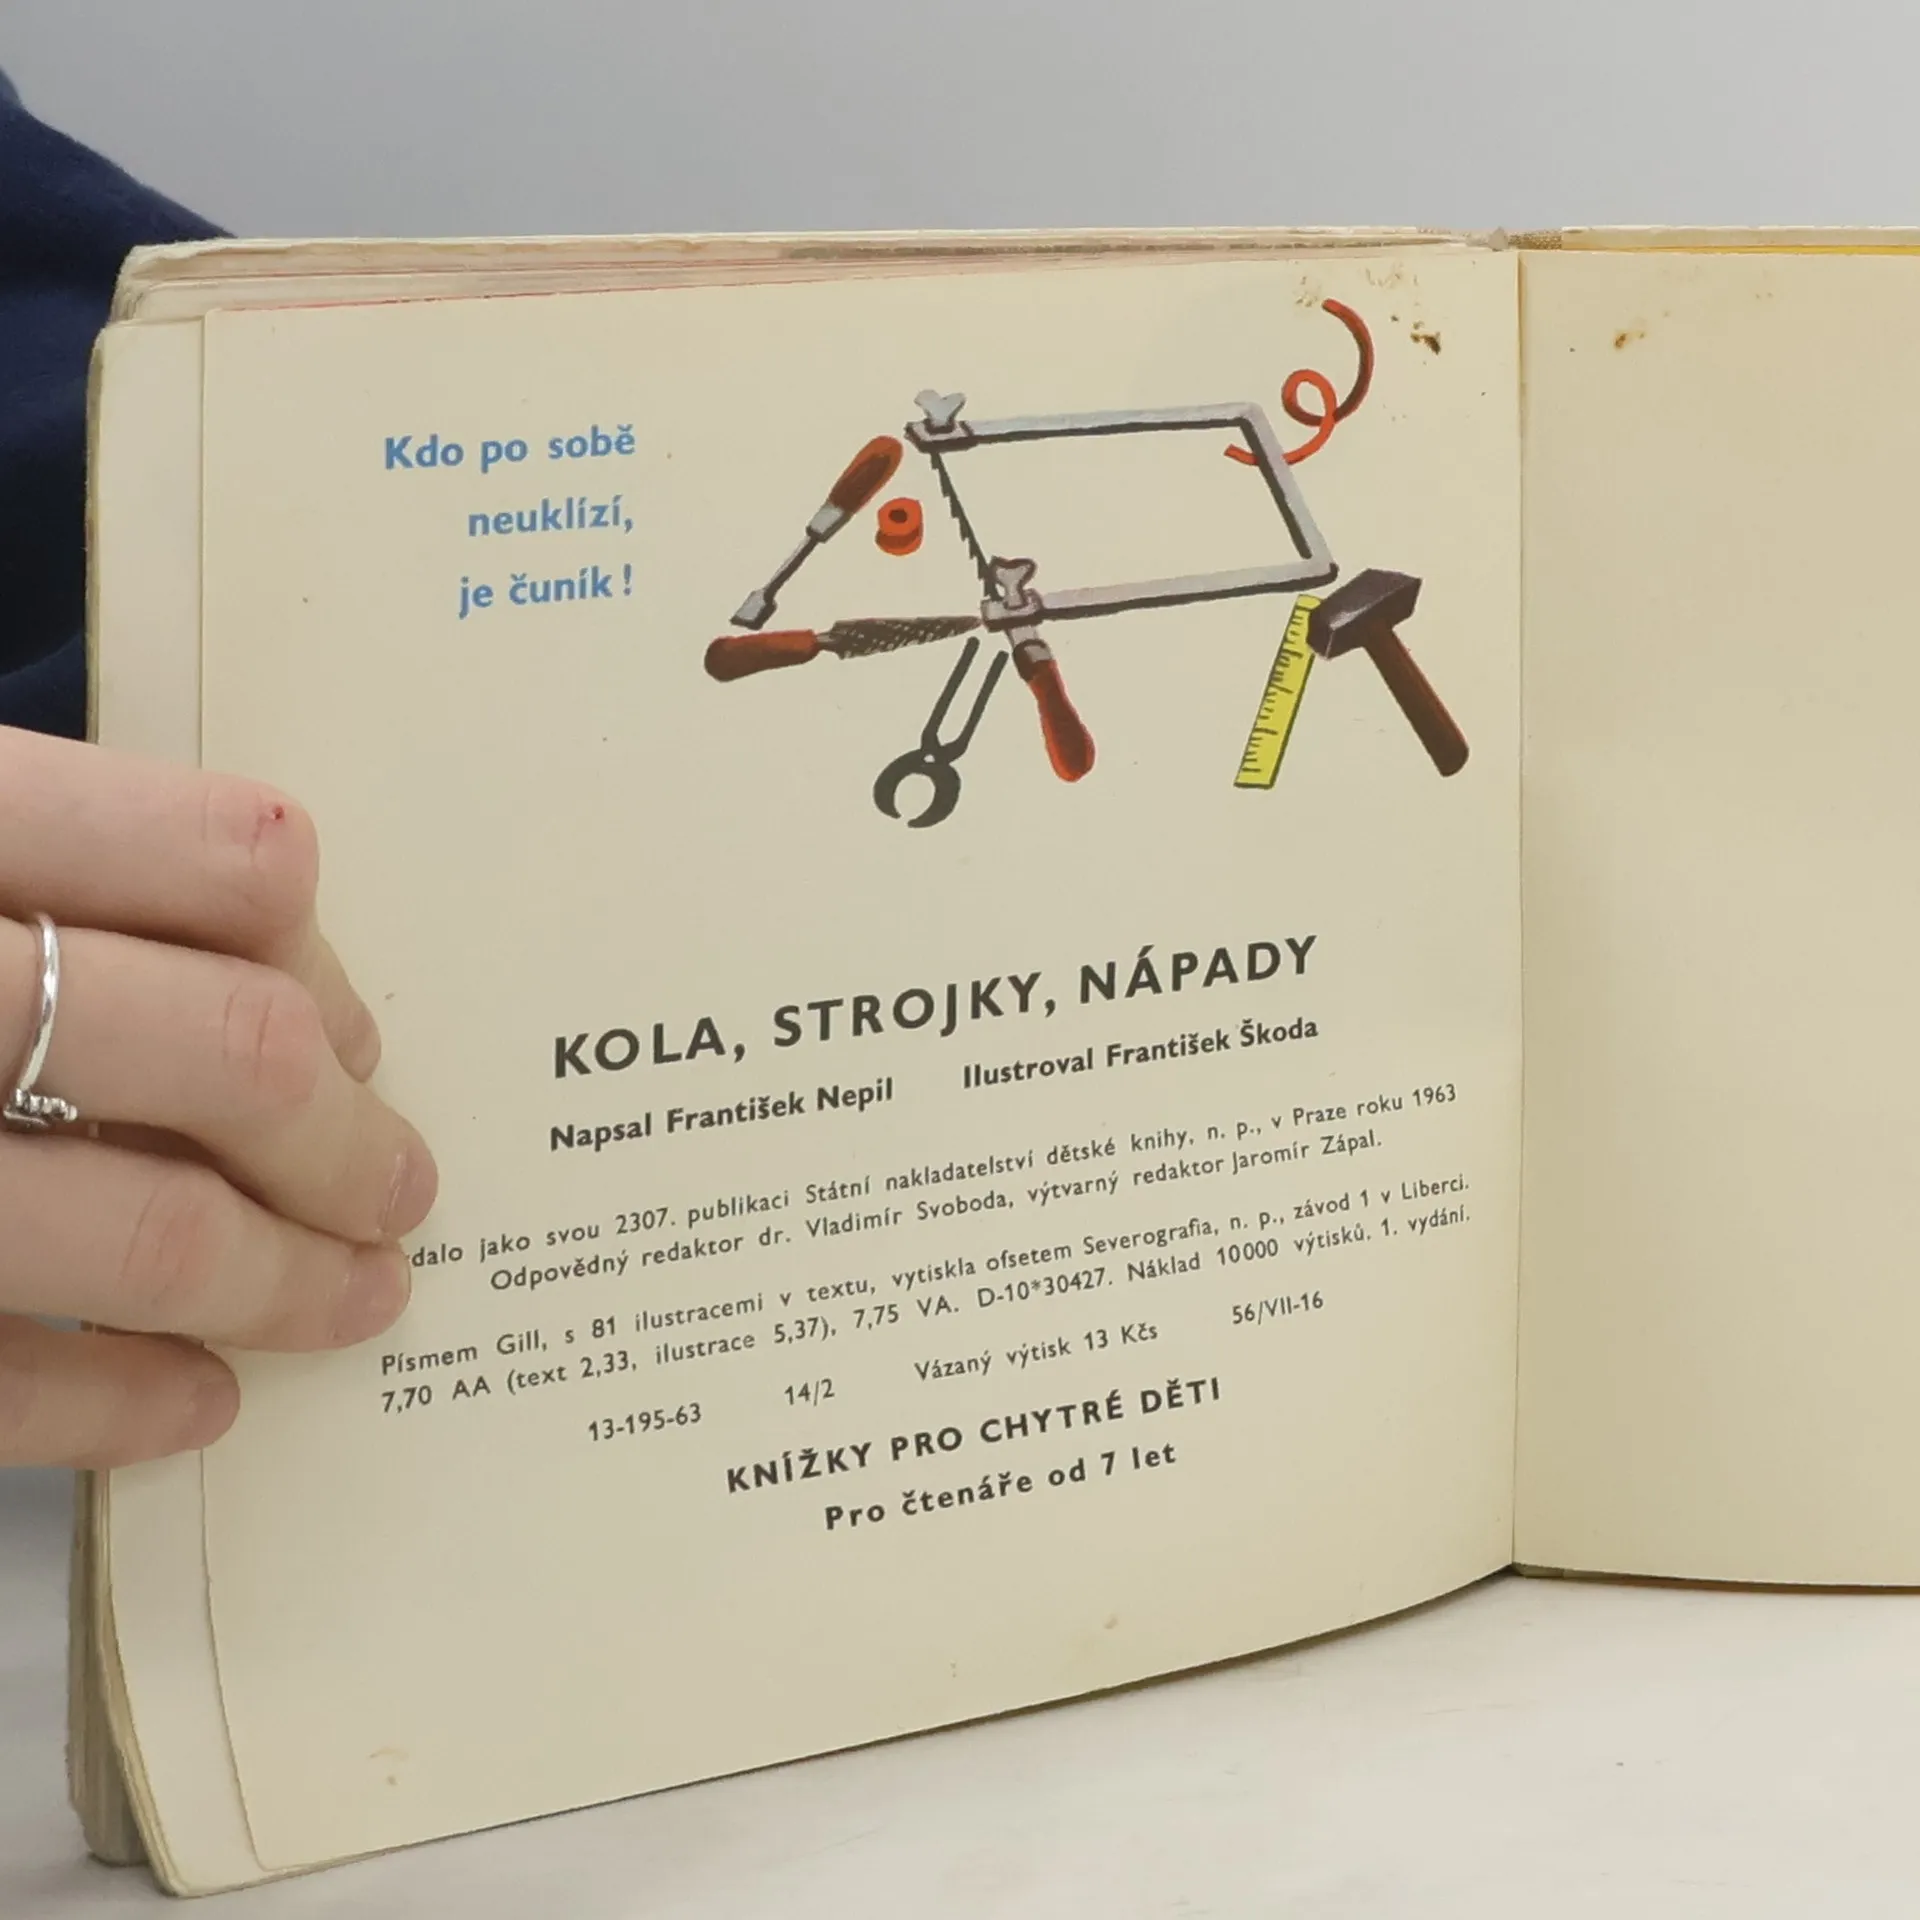 Kdo po sobě
neuklízí,
je čuník!
KOLA, STROJKY, NÁPADY
Napsal František Nepil Ilustroval František Škoda
dalo jako svou 2307. publikaci Státní nakladatelství dětské knihy, n. p., v Praze roku 1963
Odpovědný redaktor dr. Vladimír Svoboda, výtvarný redaktor Jaromír Zápal.
Písmem Gill, s 81 ilustracemi v textu, vytiskla ofsetem Severografia, n. p., závod 1 v Liberci.
7,70 AA (text 2,33, ilustrace 5,37), 7,75 VA. D-10*30427. Náklad 10000 výtisků. 1. vydání.
13-195-63 14/2 Vázaný výtisk 13 Kčs 56/VII-16
KNÍŽKY PRO CHYTRÉ DĚTI
Pro čtenáře od 7 let